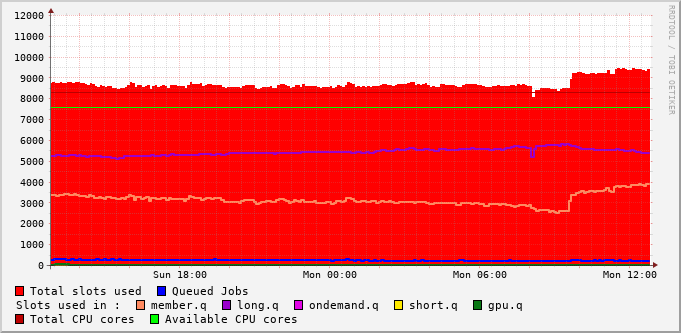 12000
11000
10000
9000
8000
7000
6000
5000
4000
3000
2000
1000
0
Sun 18:00 Mon 00:00 Mon 06:00 Mon 12:00
Total slots used Queued Jobs
Slots used in : member.q long.q ondemand.q short.q gpu.q
Total CPU cores Available CPU cores
RRDTOOL / TOBI OETIKER